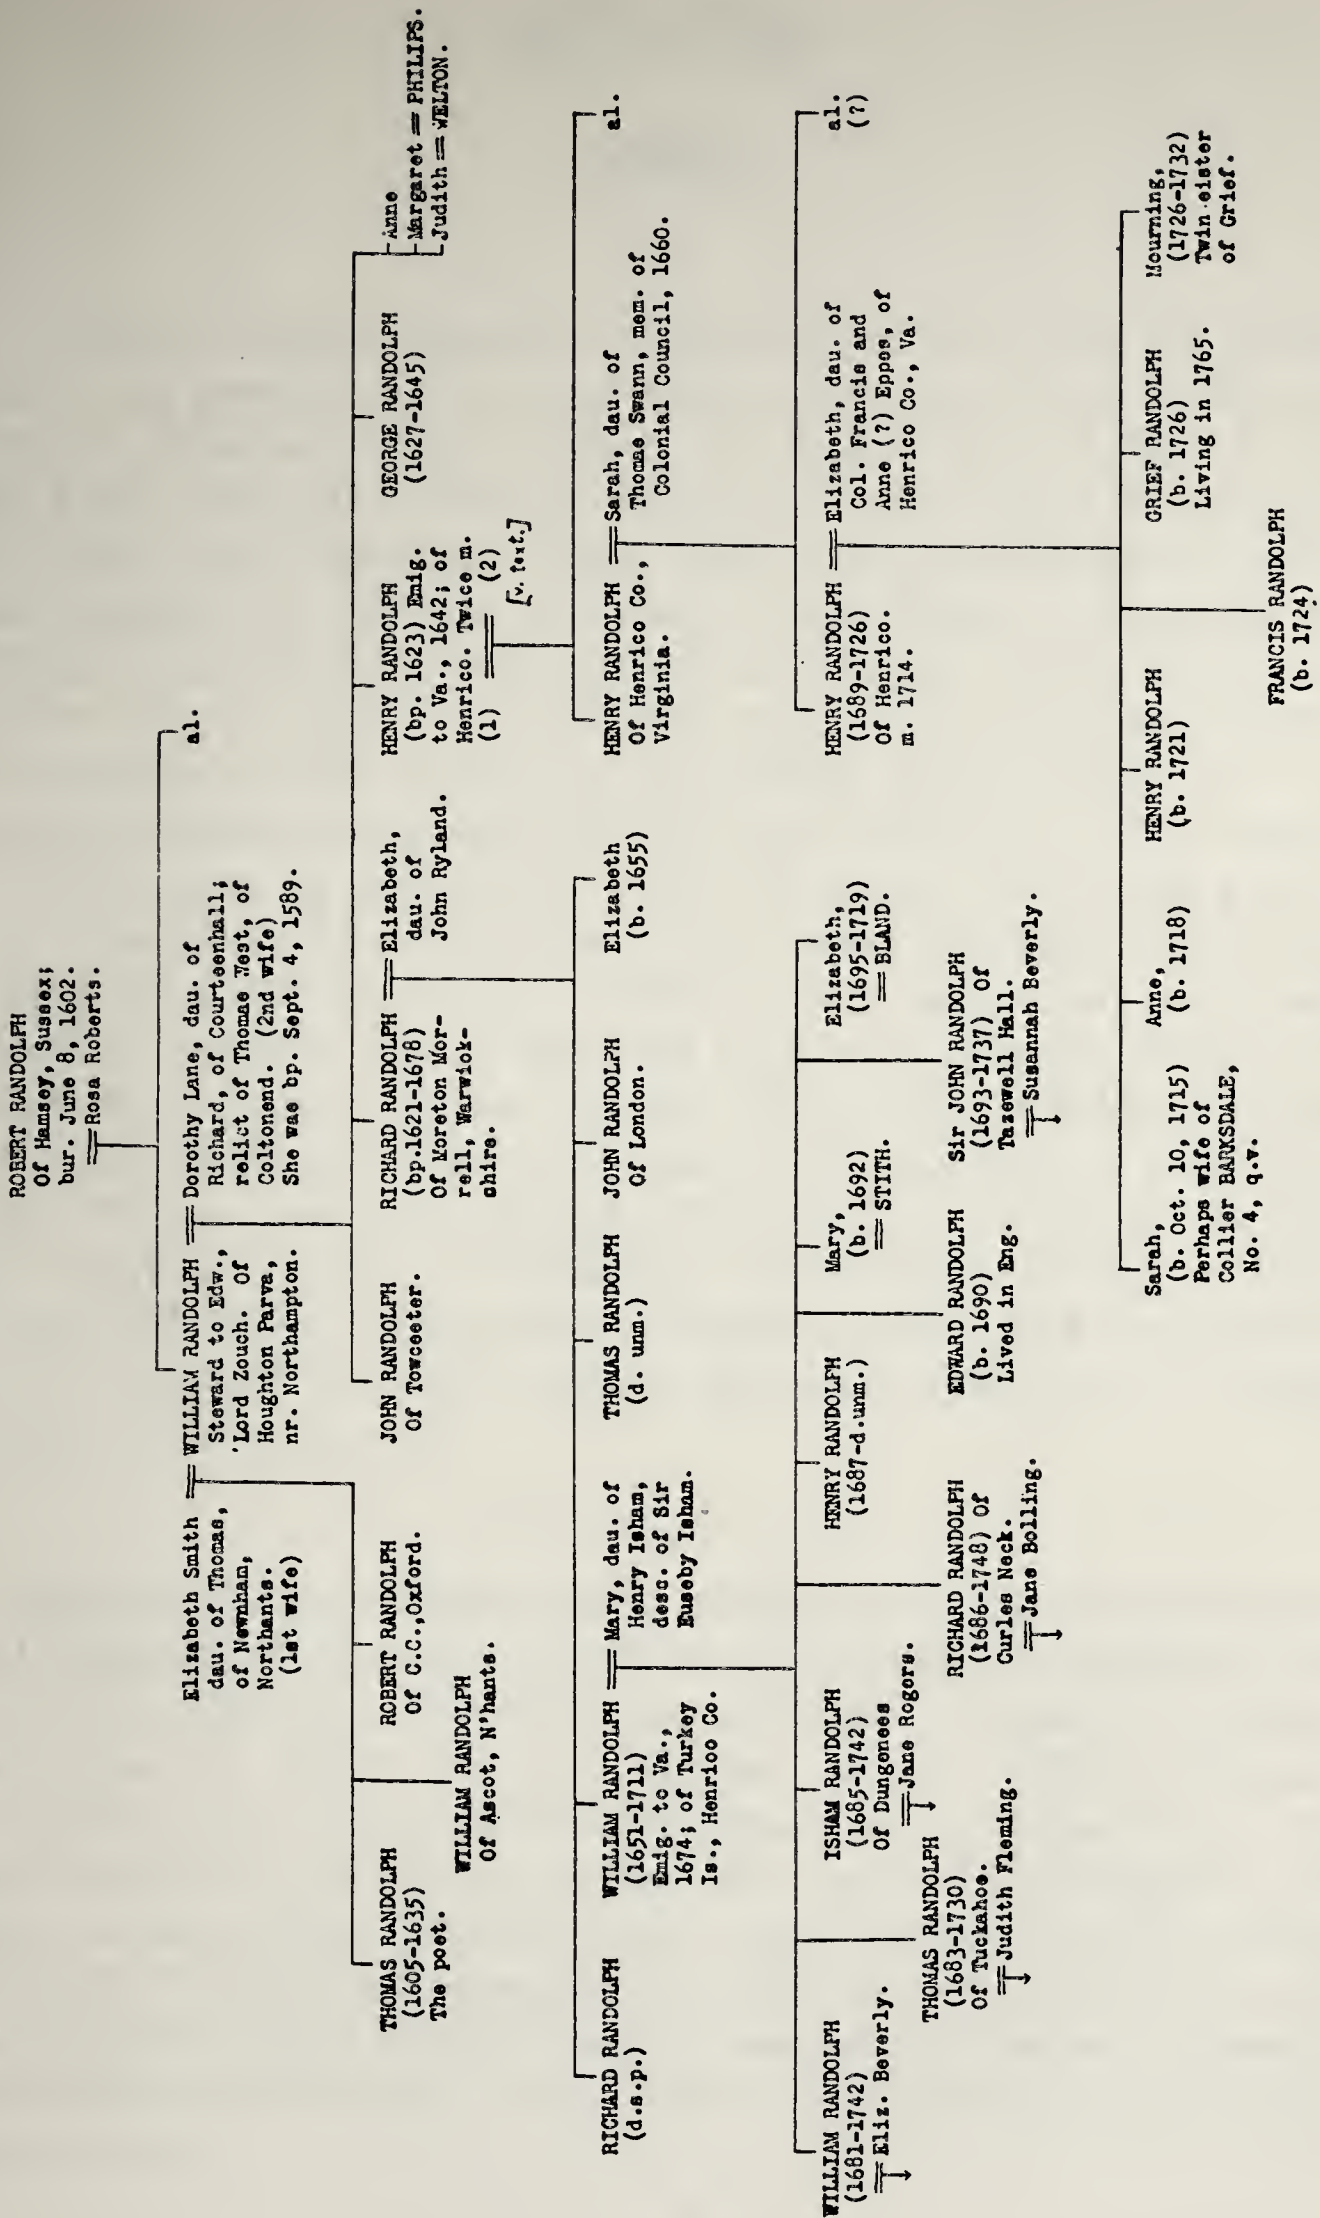 ROBERT RANDOLPH
Of Hamsey, Sussex;
bur. June 8, 1602.
== Rosa Roberts.
Elizabeth Smith ==
dau. of Thomas,
of Newnham,
Northants.
(1st wife)
WILLIAM RANDOLPH ==
Steward to Edw.,
'Lord Zouch. Of
Houghton Parva,
nr. Northampton.
Dorothy Lane, dau. of
Richard, of Courteenhall;
relict of Thomas West, of
Coltonend. (2nd wife)
She was bp. Sept. 4, 1589.
al.
THOMAS RANDOLPH
(1605-1635)
The poet.
WILLIAM RANDOLPH
Of Ascot, N'hants.
ROBERT RANDOLPH
Of C.C., Oxford.
JOHN RANDOLPH
Of Towcester.
RICHARD RANDOLPH ==
(bp.1621-1678)
Of Moreton Mor-
rell, Warwick-
shire.
Elizabeth,
dau. of
John Ryland.
HENRY RANDOLPH
(bp. 1623) Emig.
to Va., 1642; of
Henrico. Twice m.
(1) == (2)
[v. text.]
GEORGE RANDOLPH
(1627-1645)
Anne
Margaret == PHILIPS.
Judith == WELTON.
RICHARD RANDOLPH
(d.s.p.)
WILLIAM RANDOLPH ==
(1651-1711)
Emig. to Va.,
1674; of Turkey
Is., Henrico Co.
Mary, dau. of
Henry Isham,
desc. of Sir
Euseby Isham.
THOMAS RANDOLPH
(d. unm.)
JOHN RANDOLPH
Of London.
Elizabeth
(b. 1655)
HENRY RANDOLPH ==
Of Henrico Co.,
Virginia.
Sarah, dau. of
Thomas Swann, mem. of
Colonial Council, 1660.
al.
WILLIAM RANDOLPH
(1681-1742)
== Eliz. Beverly.
THOMAS RANDOLPH
(1683-1730)
Of Tuckahoe.
== Judith Fleming.
ISHAM RANDOLPH
(1685-1742)
Of Dungeness
== Jane Rogers.
RICHARD RANDOLPH
(1686-1748) Of
Curles Neck.
== Jane Bolling.
HENRY RANDOLPH
(1687-d.unm.)
EDWARD RANDOLPH
(b. 1690)
Lived in Eng.
Mary,
(b. 1692)
== STITH.
Sir JOHN RANDOLPH
(1693-1737) Of
Tazewell Hall.
== Susannah Beverly.
Elizabeth,
(1695-1719)
== BLAND.
HENRY RANDOLPH ==
(1689-1726)
Of Henrico.
m. 1714.
Elizabeth, dau. of
Col. Francis and
Anne (?) Eppes, of
Henrico Co., Va.
al.
(?)
Sarah,
(b. Oct. 10, 1715)
Perhaps wife of
Collier BARKSDALE,
No. 4, q.v.
Anne,
(b. 1718)
HENRY RANDOLPH
(b. 1721)
FRANCIS RANDOLPH
(b. 1724)
GRIEF RANDOLPH
(b. 1726)
Living in 1765.
Mourning,
(1726-1732)
Twin sister
of Grief.